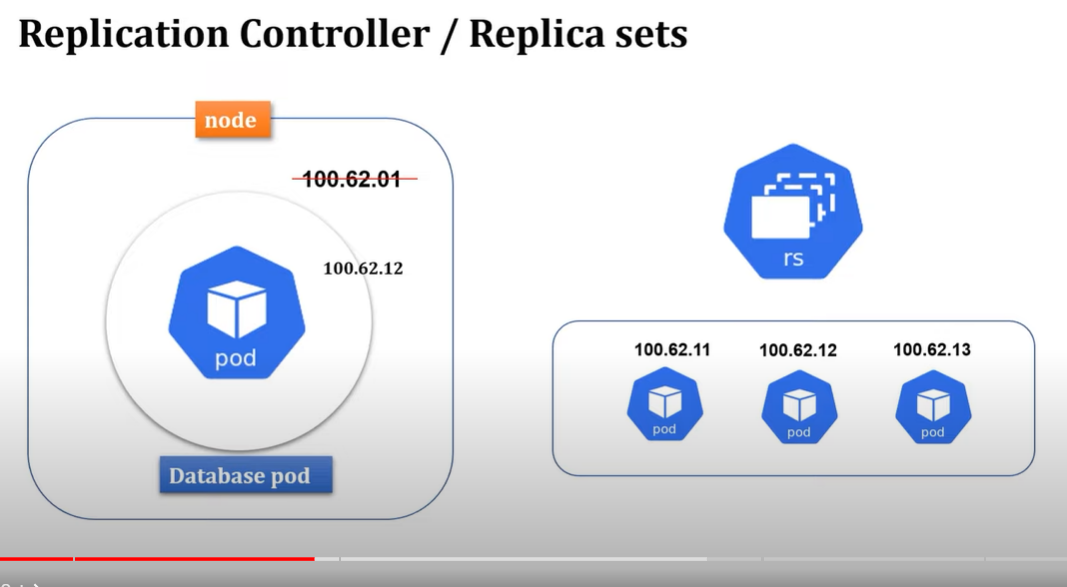 Replication Controller / Replica sets
node
100.62.01
100.62.12
pod
Database pod
rs
100.62.11 100.62.12 100.62.13
pod pod pod